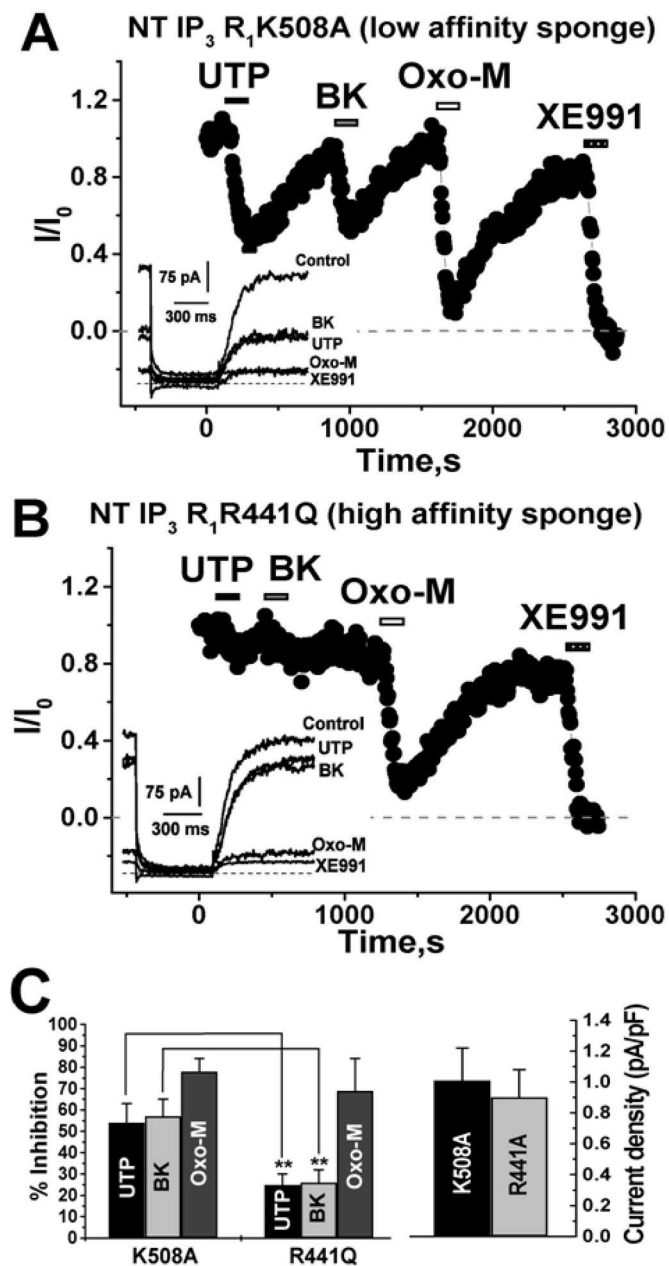 A NT IP3 R1K508A (low affinity sponge)
UTP BK Oxo-M XE991
1.2
0.8
0.4
0.0
I/I0
Control
75 pA
300 ms
BK
UTP
Oxo-M
XE991
0 1000 2000 3000
Time,s
B NT IP3 R1R441Q (high affinity sponge)
UTP BK Oxo-M XE991
1.2
0.8
0.4
0.0
I/I0
Control
UTP
BK
75 pA
300 ms
Oxo-M
XE991
0 1000 2000 3000
Time,s
C
100
90
80
70
60
50
40
30
20
10
00
% Inhibition
UTP BK Oxo-M
** **
UTP BK Oxo-M
K508A R441Q
K508A R441A
1.4
1.2
1.0
0.8
0.6
0.4
0.2
0.0
Current density (pA/pF)